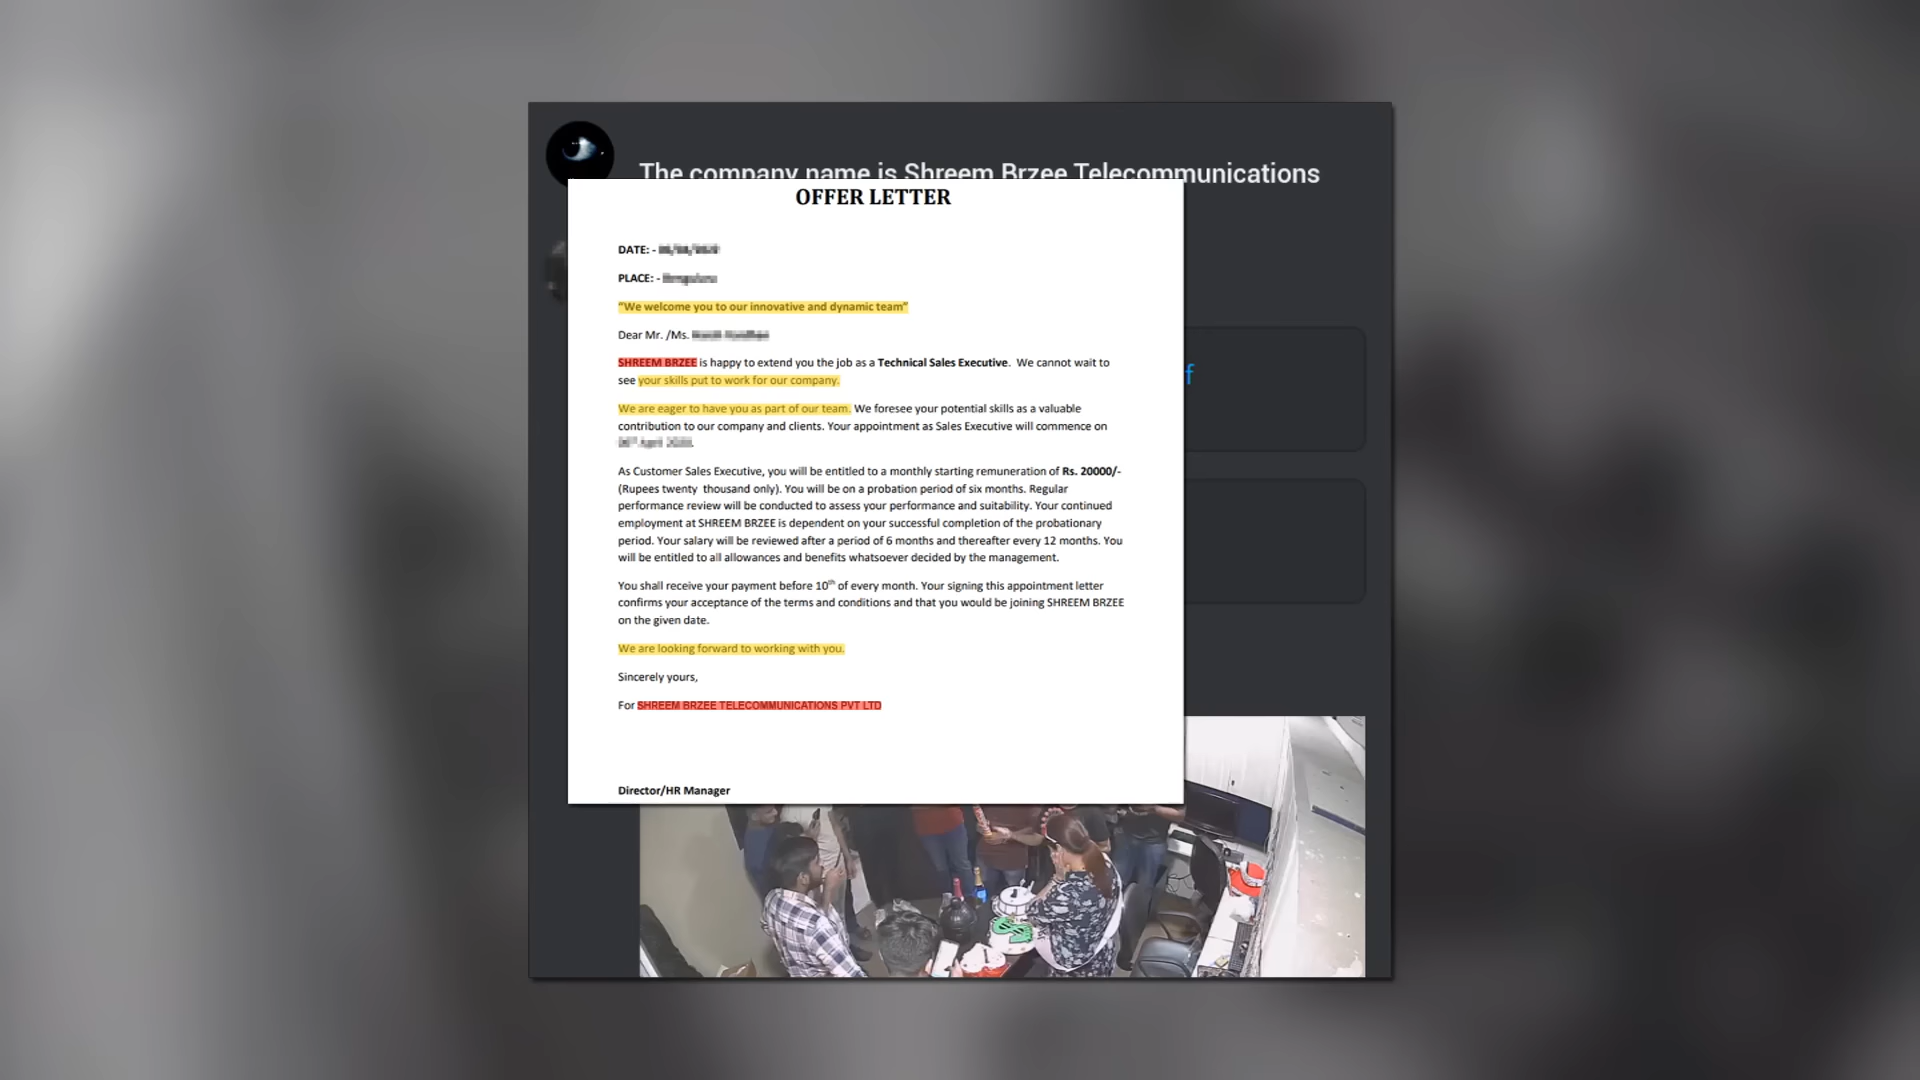 The company name is Shreem Brzee Telecommunications
OFFER LETTER
DATE: -
PLACE: -
“We welcome you to our innovative and dynamic team”
Dear Mr. /Ms.
SHREEM BRZEE is happy to extend you the job as a Technical Sales Executive. We cannot wait to
see your skills put to work for our company.
We are eager to have you as part of our team. We foresee your potential skills as a valuable
contribution to our company and clients. Your appointment as Sales Executive will commence on
As Customer Sales Executive, you will be entitled to a monthly starting remuneration of Rs. 20000/-
(Rupees twenty thousand only). You will be on a probation period of six months. Regular
performance review will be conducted to assess your performance and suitability. Your continued
employment at SHREEM BRZEE is dependent on your successful completion of the probationary
period. Your salary will be reviewed after a period of 6 months and thereafter every 12 months. You
will be entitled to all allowances and benefits whatsoever decided by the management.
You shall receive your payment before 10th of every month. Your signing this appointment letter
confirms your acceptance of the terms and conditions and that you would be joining SHREEM BRZEE
on the given date.
We are looking forward to working with you.
Sincerely yours,
For SHREEM BRZEE TELECOMMUNICATIONS PVT LTD
Director/HR Manager
f